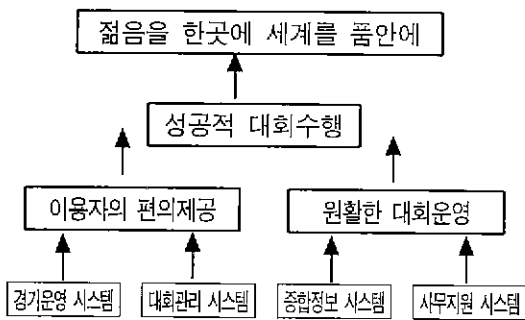 젊음을 한곳에 세계를 품안에
성공적 대회수행
이용자의 편의제공
원활한 대회운영
경기운영 시스템
대회관리 시스템
종합정보 시스템
사무지원 시스템